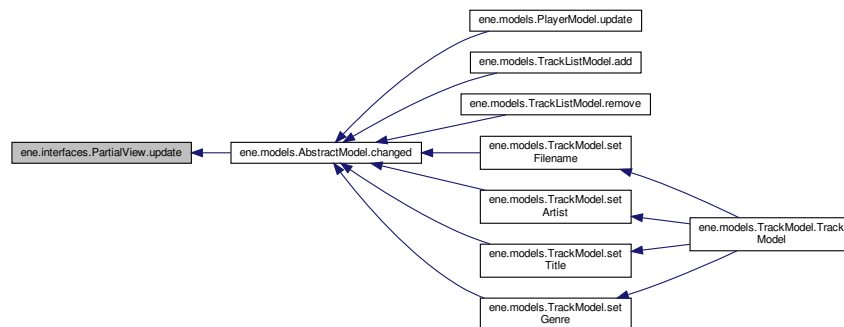 ene.models.PlayerModel.update
ene.models.TrackListModel.add
ene.models.TrackListModel.remove
ene.interfaces.PartialView.update
ene.models.AbstractModel.changed
ene.models.TrackModel.set
Filename
ene.models.TrackModel.set
Artist
ene.models.TrackModel.Track
Model
ene.models.TrackModel.set
Title
ene.models.TrackModel.set
Genre